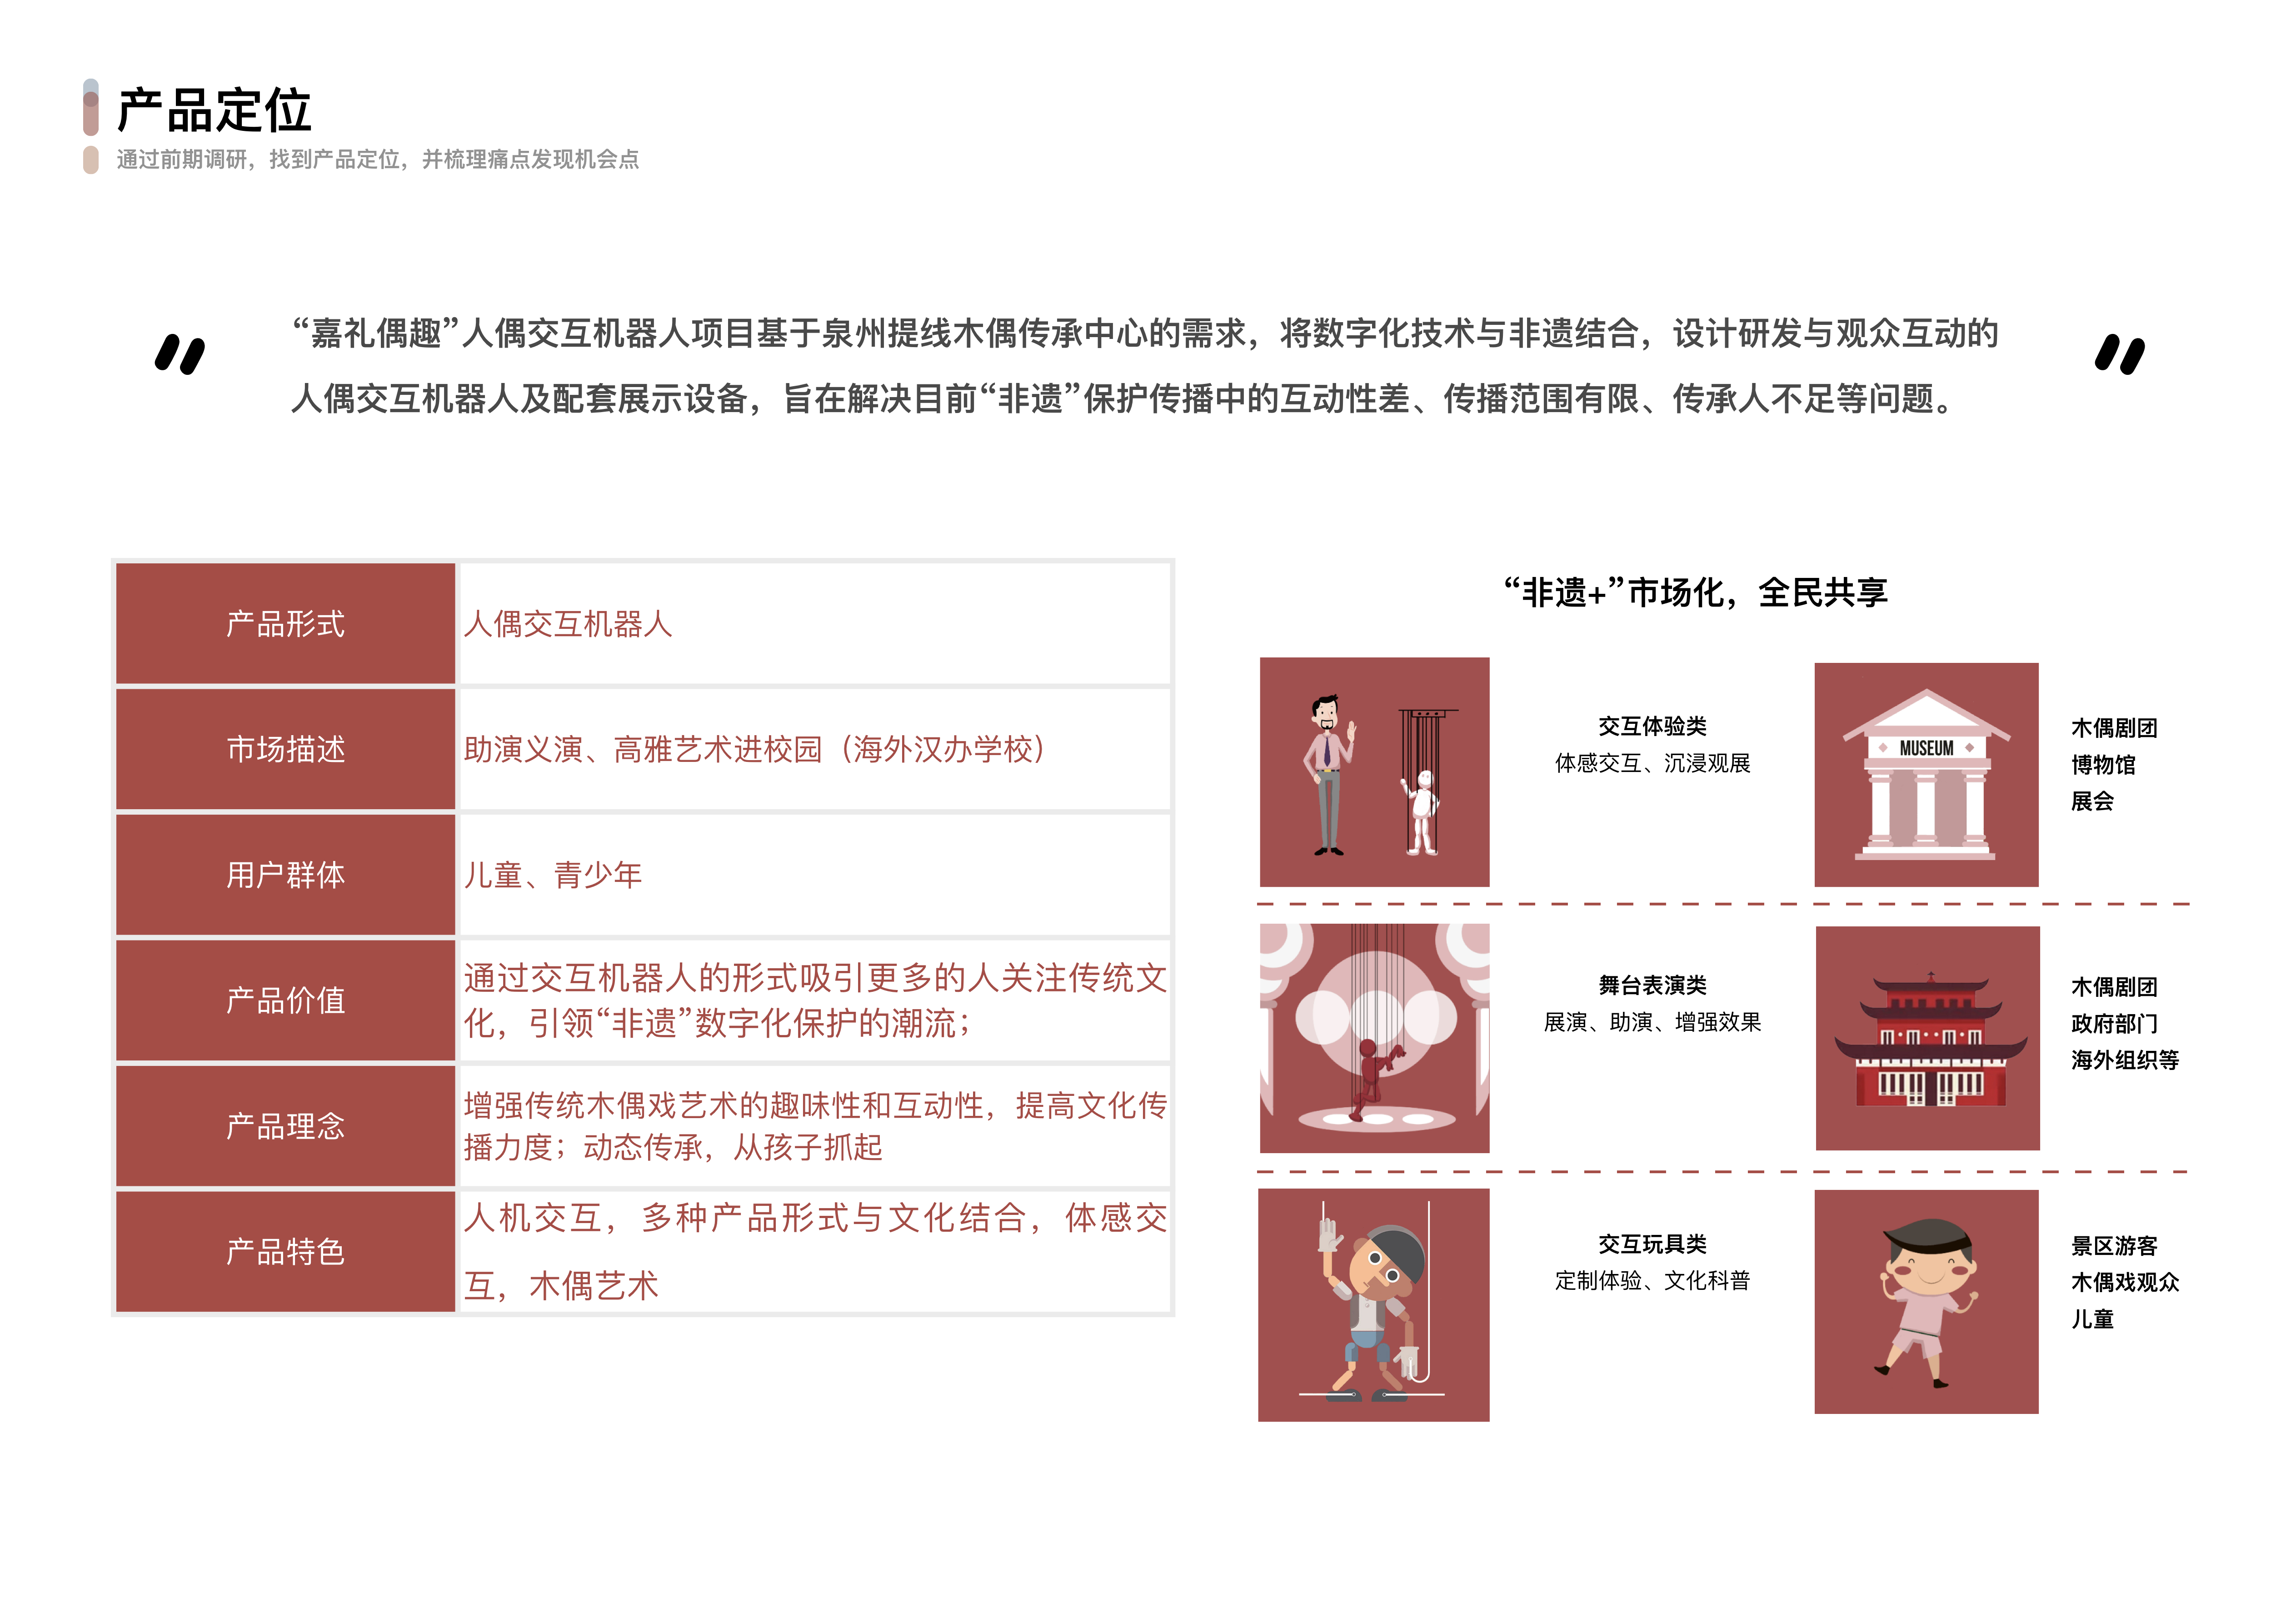 产品定位
通过前期调研，找到产品定位，并梳理痛点发现机会点
“嘉礼偶趣”人偶交互机器人项目基于泉州提线木偶传承中心的需求，将数字化技术与非遗结合，设计研发与观众互动的
人偶交互机器人及配套展示设备，旨在解决目前“非遗”保护传播中的互动性差、传播范围有限、传承人不足等问题。
产品形式
人偶交互机器人
市场描述
助演义演、高雅艺术进校园（海外汉办学校）
用户群体
儿童、青少年
产品价值
通过交互机器人的形式吸引更多的人关注传统文
化，引领“非遗”数字化保护的潮流；
产品理念
增强传统木偶戏艺术的趣味性和互动性，提高文化传
播力度；动态传承，从孩子抓起
产品特色
人机交互，多种产品形式与文化结合，体感交
互，木偶艺术
“非遗+”市场化，全民共享
交互体验类
体感交互、沉浸观展
MUSEUM
木偶剧团
博物馆
展会
舞台表演类
展演、助演、增强效果
木偶剧团
政府部门
海外组织等
交互玩具类
定制体验、文化科普
景区游客
木偶戏观众
儿童